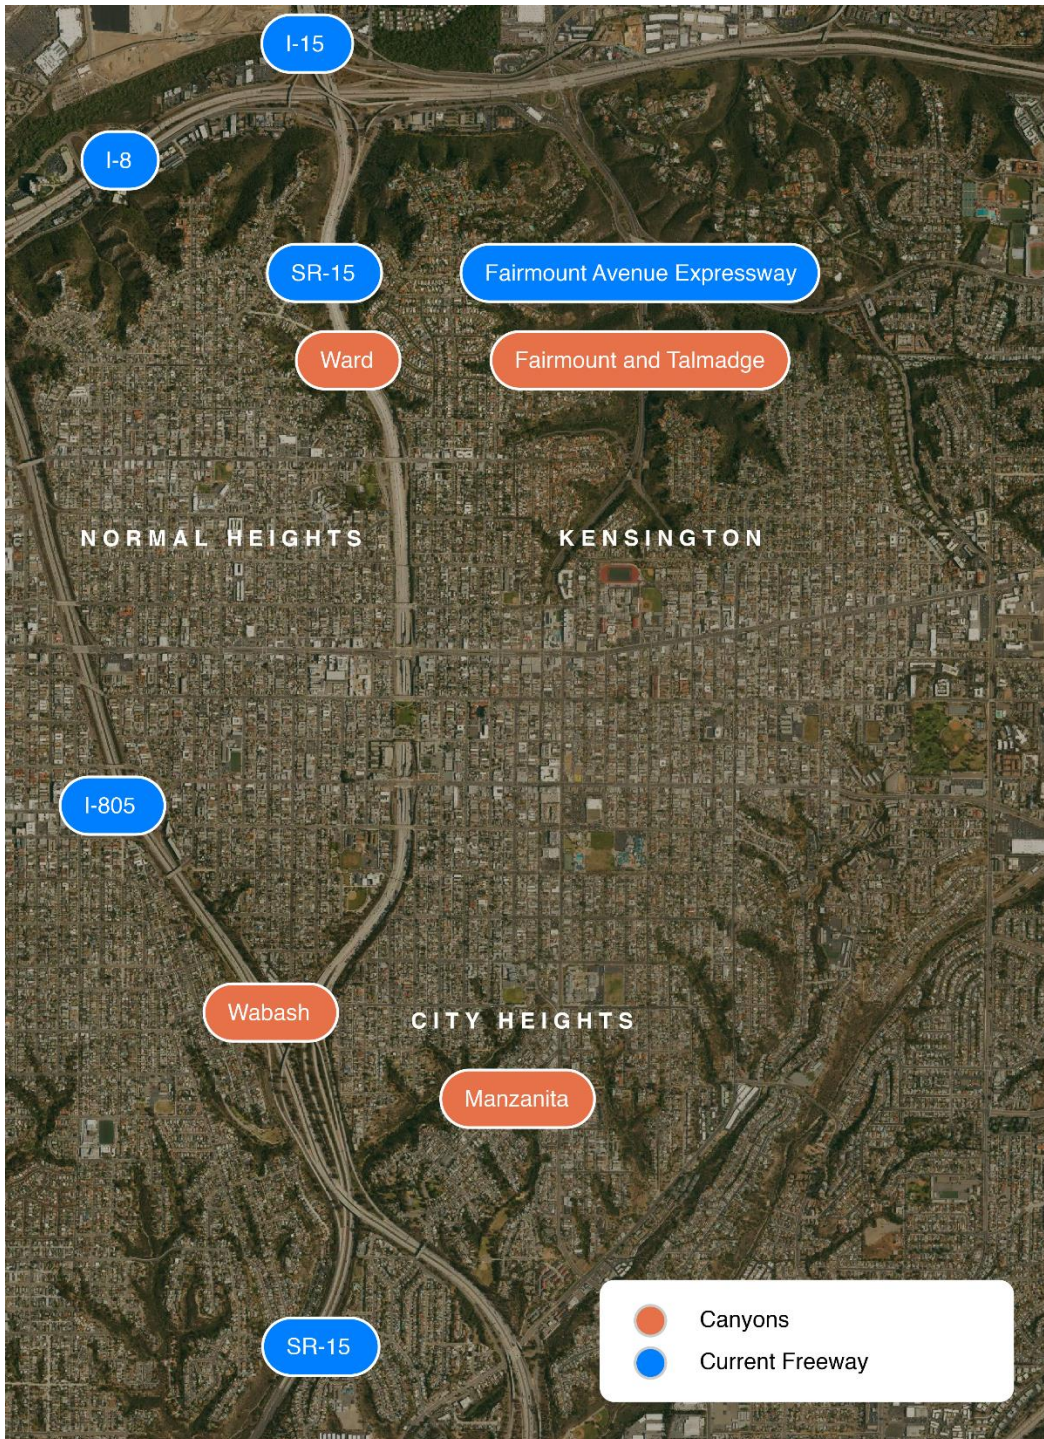 I-15
I-8
SR-15
Fairmount Avenue Expressway
Ward
Fairmount and Talmadge
NORMAL HEIGHTS
KENSINGTON
I-805
Wabash
CITY HEIGHTS
Manzanita
SR-15
Canyons
Current Freeway